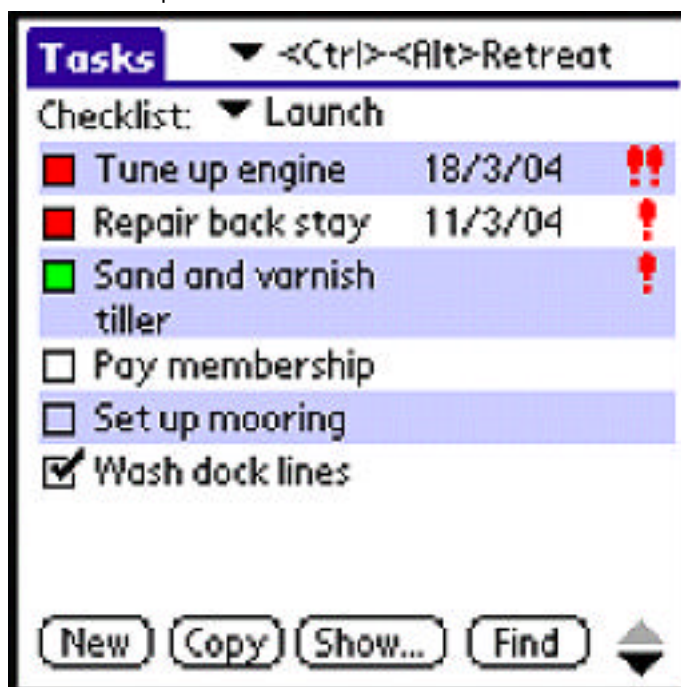 Tasks <Ctrl><Alt>Retreat
Checklist: Launch
Tune up engine 18/3/04 !!
Repair back stay 11/3/04 !
Sand and varnish !
tiller
Pay membership
Set up mooring
Wash dock lines
New Copy Show... Find